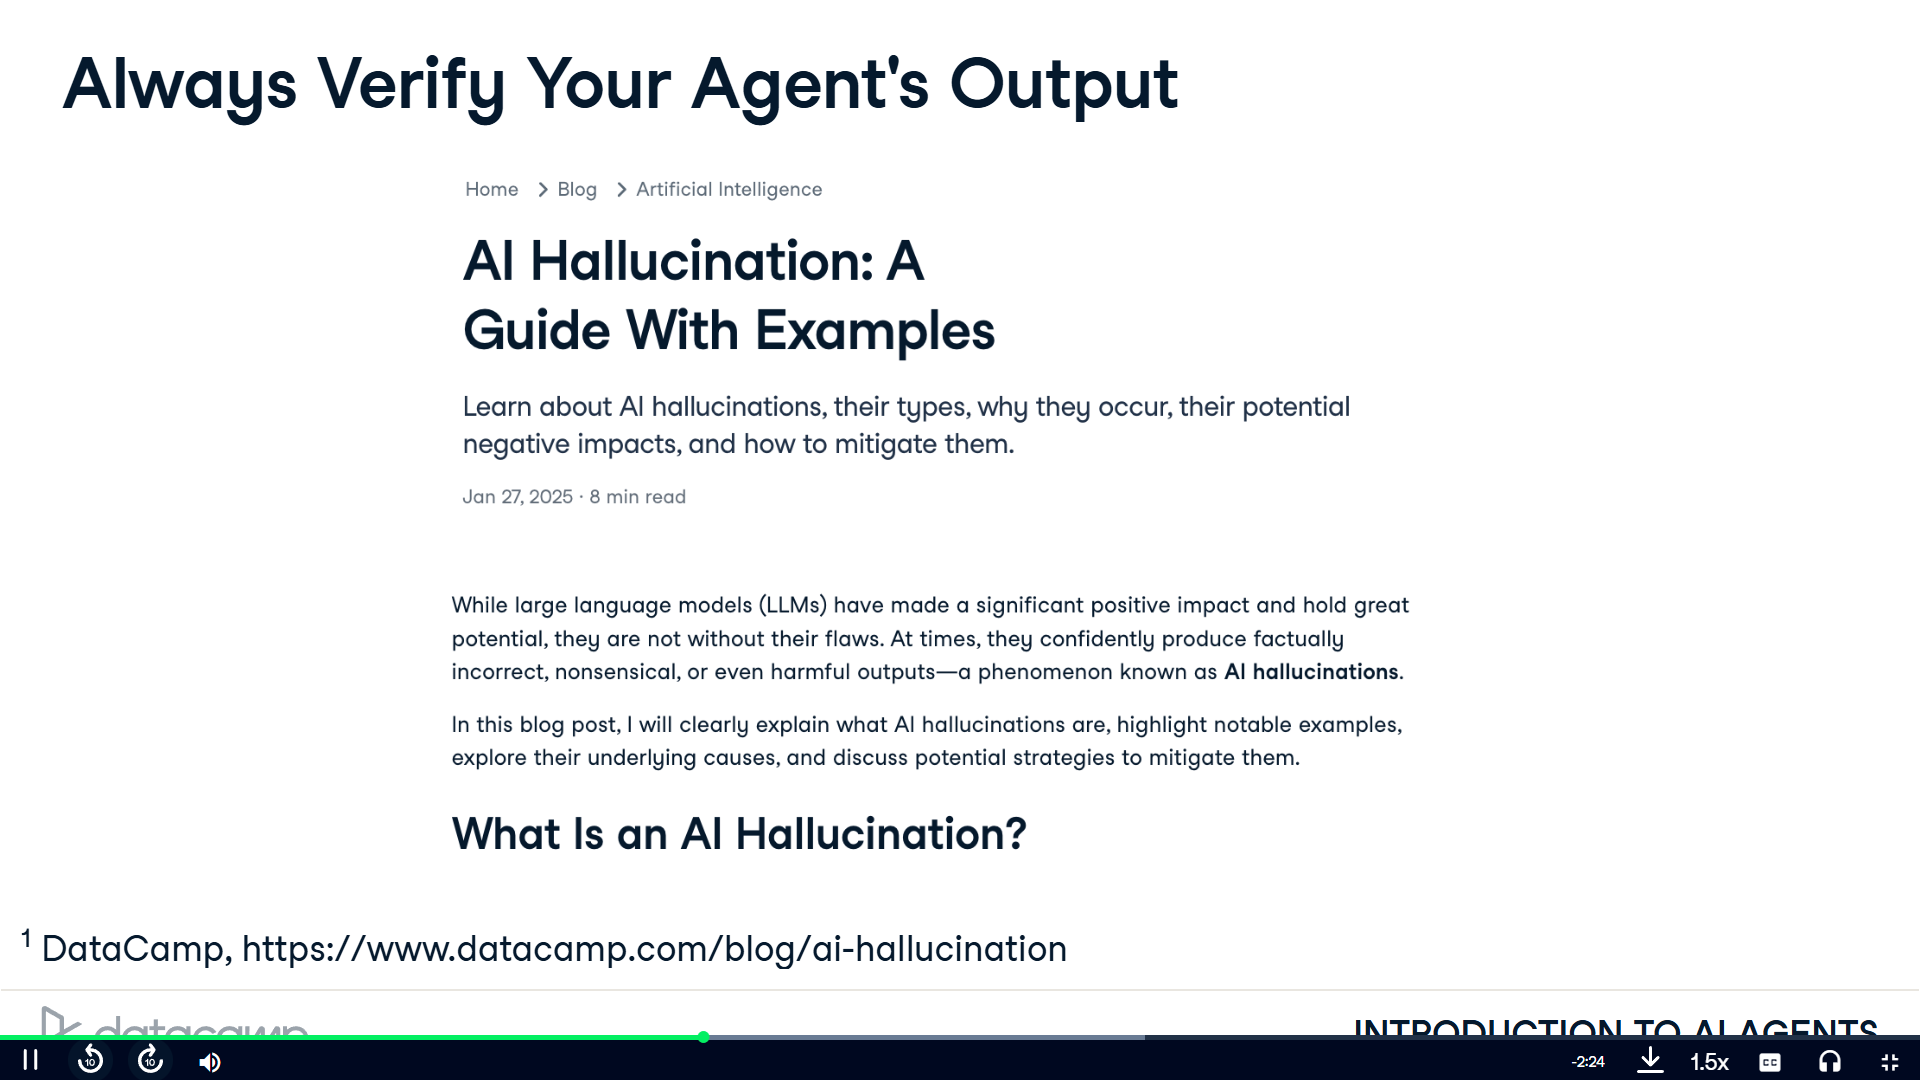 Always Verify Your Agent's Output
Home > Blog > Artificial Intelligence
AI Hallucination: A
Guide With Examples
Learn about AI hallucinations, their types, why they occur, their potential
negative impacts, and how to mitigate them.
Jan 27, 2025 · 8 min read
While large language models (LLMs) have made a significant positive impact and hold great
potential, they are not without their flaws. At times, they confidently produce factually
incorrect, nonsensical, or even harmful outputs—a phenomenon known as AI hallucinations.
In this blog post, I will clearly explain what AI hallucinations are, highlight notable examples,
explore their underlying causes, and discuss potential strategies to mitigate them.
What Is an AI Hallucination?
1 DataCamp, https://www.datacamp.com/blog/ai-hallucination
datacamp
INTRODUCTION TO AI AGENTS
10
10
-2:24
1.5x
CC